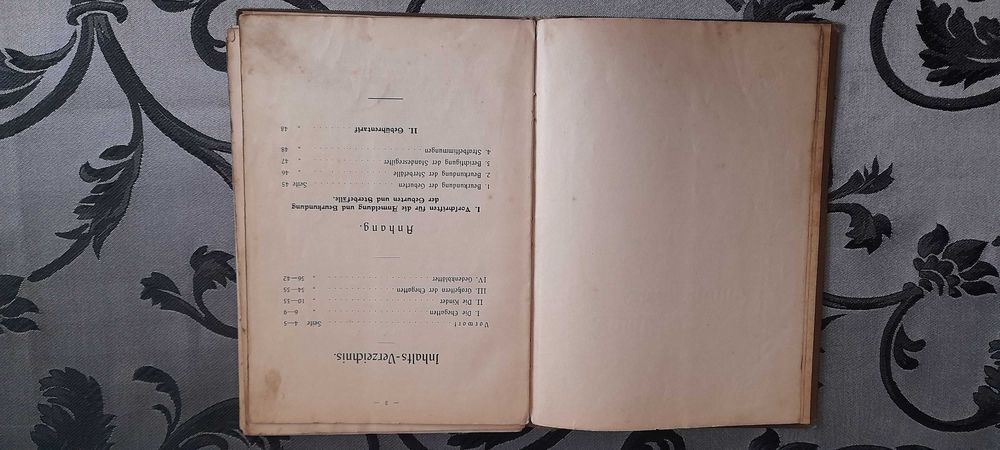 — 3 —
Inhalts-Verzeichnis.
Vorwort . . . . . Seite 4—5
I. Die Ehegatten . . . . . „ 6—9
II. Die Kinder . . . . . „ 10—33
III. Großeltern der Ehegatten . . . . . „ 34—35
IV. Gedenkblätter . . . . . „ 36—42
Anhang.
I. Vorschriften für die Anmeldung und Beurkundung
der Geburten und Sterbefälle.
1. Beurkundung der Geburten . . . . . Seite 45
2. Beurkundung der Sterbefälle . . . . . „ 46
3. Berichtigung der Standesregister . . . . . „ 47
4. Strafbestimmungen . . . . . „ 48
II. Gebührentarif . . . . . „ 48